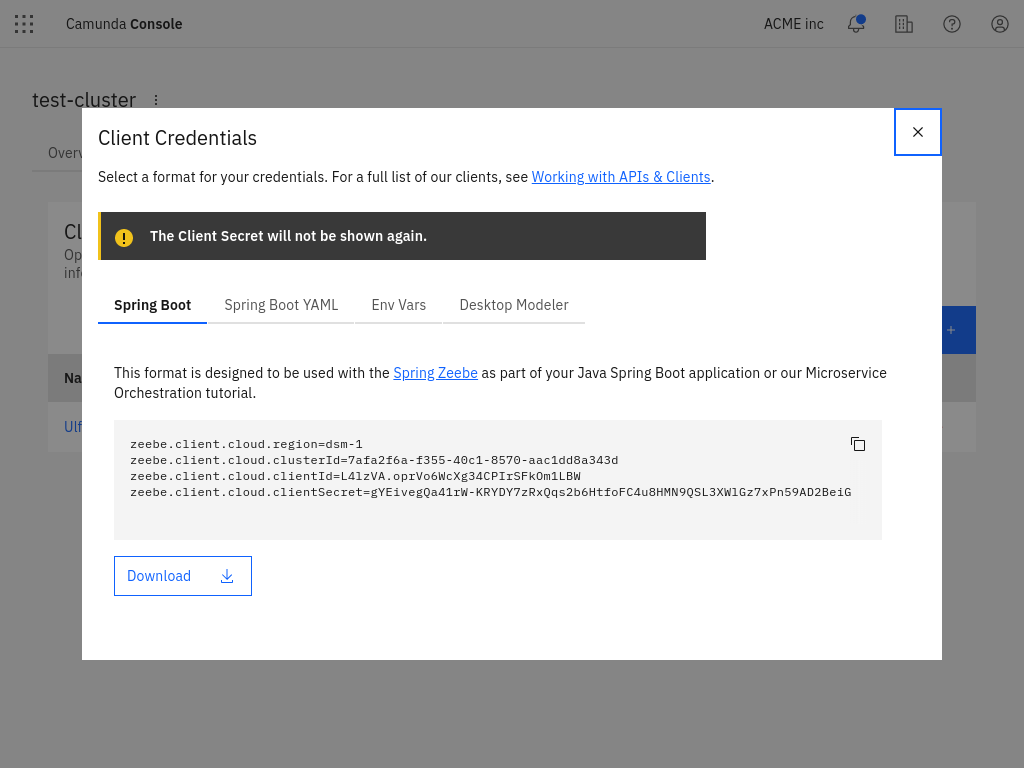 Camunda Console
ACME inc
test-cluster
Client Credentials
Overv
Select a format for your credentials. For a full list of our clients, see Working with APIs & Clients.
Cl
Op
inf
The Client Secret will not be shown again.
Spring Boot
Spring Boot YAML
Env Vars
Desktop Modeler
Na
This format is designed to be used with the Spring Zeebe as part of your Java Spring Boot application or our Microservice
Orchestration tutorial.
Ulf
zeebe.client.cloud.region=dsm-1
zeebe.client.cloud.clusterId=7afa2f6a-f355-40c1-8570-aac1dd8a343d
zeebe.client.cloud.clientId=L4lzVA.oprVo6WcXg34CPIrSFkOm1LBW
zeebe.client.cloud.clientSecret=gYEivegQa41rW-KRYDY7zRxQqs2b6HtfoFC4u8HMN9QSL3XWlGz7xPn59AD2BeiG
Download